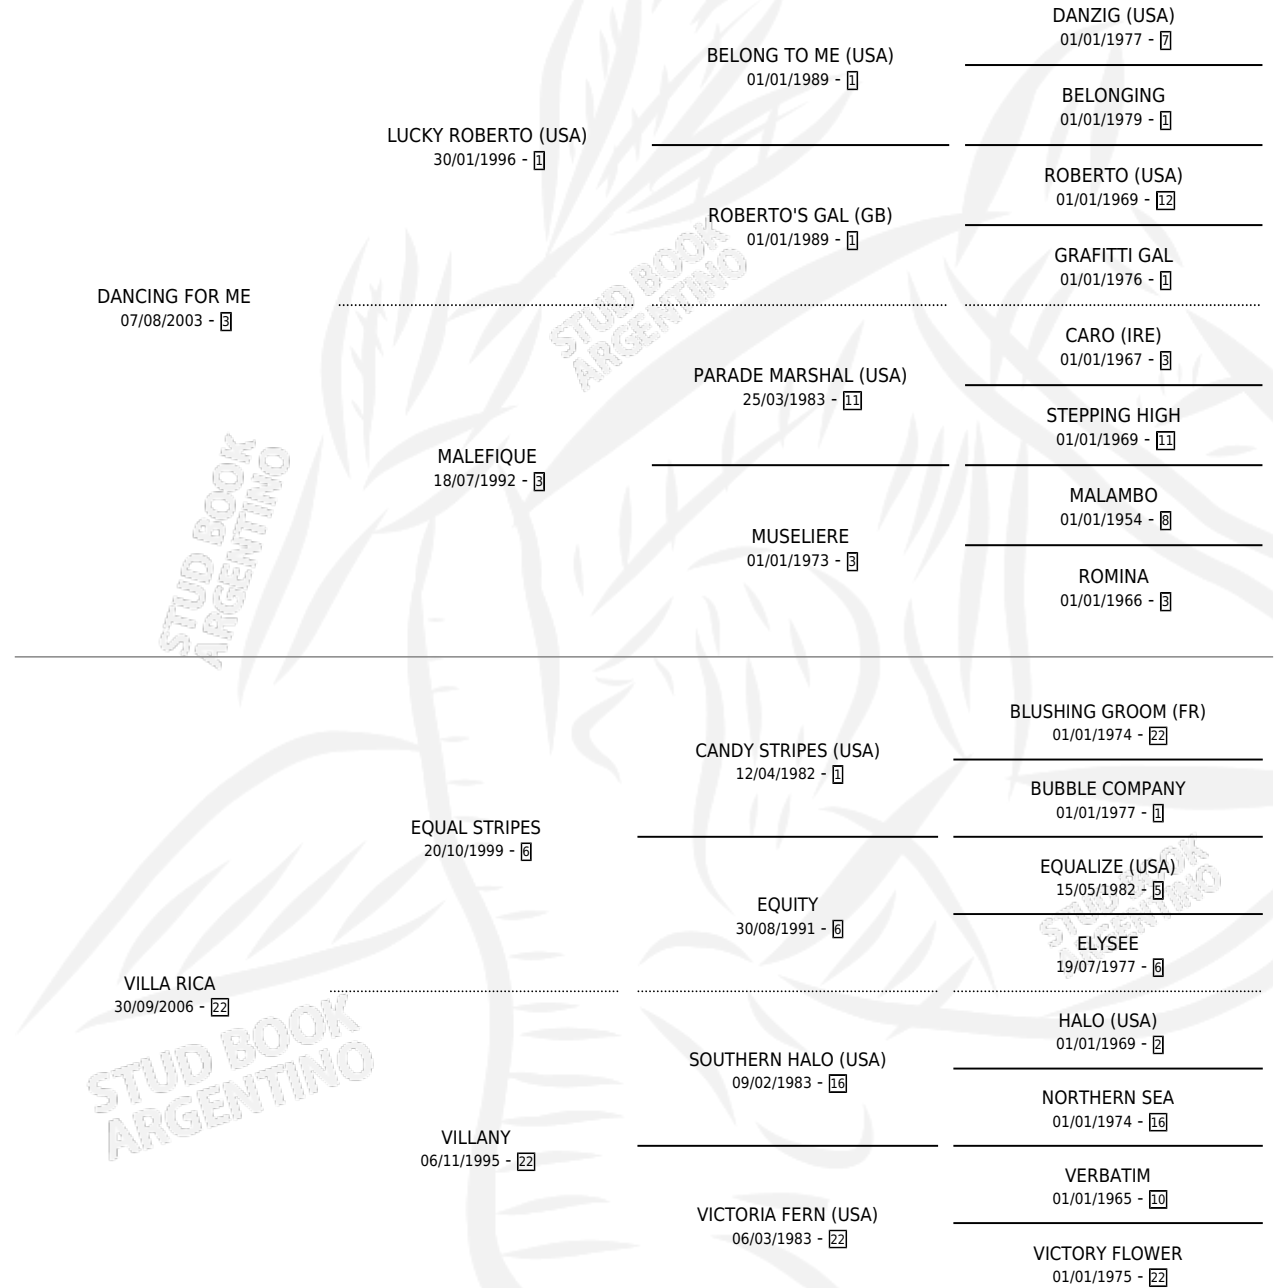 DANZIG (USA)
01/01/1977 - 7
BELONG TO ME (USA)
01/01/1989 - 1
BELONGING
01/01/1979 - 1
LUCKY ROBERTO (USA)
30/01/1996 - 1
ROBERTO (USA)
01/01/1969 - 12
ROBERTO'S GAL (GB)
01/01/1989 - 1
GRAFITTI GAL
01/01/1976 - 1
DANCING FOR ME
07/08/2003 - 3
CARO (IRE)
01/01/1967 - 3
PARADE MARSHAL (USA)
25/03/1983 - 11
STEPPING HIGH
01/01/1969 - 11
MALEFIQUE
18/07/1992 - 3
MALAMBO
01/01/1954 - 8
MUSELIERE
01/01/1973 - 3
ROMINA
01/01/1966 - 3
BLUSHING GROOM (FR)
01/01/1974 - 22
CANDY STRIPES (USA)
12/04/1982 - 1
BUBBLE COMPANY
01/01/1977 - 1
EQUAL STRIPES
20/10/1999 - 6
EQUALIZE (USA)
15/05/1982 - 5
EQUITY
30/08/1991 - 6
ELYSEE
19/07/1977 - 6
VILLA RICA
30/09/2006 - 22
HALO (USA)
01/01/1969 - 2
SOUTHERN HALO (USA)
09/02/1983 - 16
NORTHERN SEA
01/01/1974 - 16
VILLANY
06/11/1995 - 22
VERBATIM
01/01/1965 - 10
VICTORIA FERN (USA)
06/03/1983 - 22
VICTORY FLOWER
01/01/1975 - 22
STUD BOOK
ARGENTINO
STUD BOOK
ARGENTINO
STUD BOOK
ARGENTINO
STUD BOOK
ARGENTINO